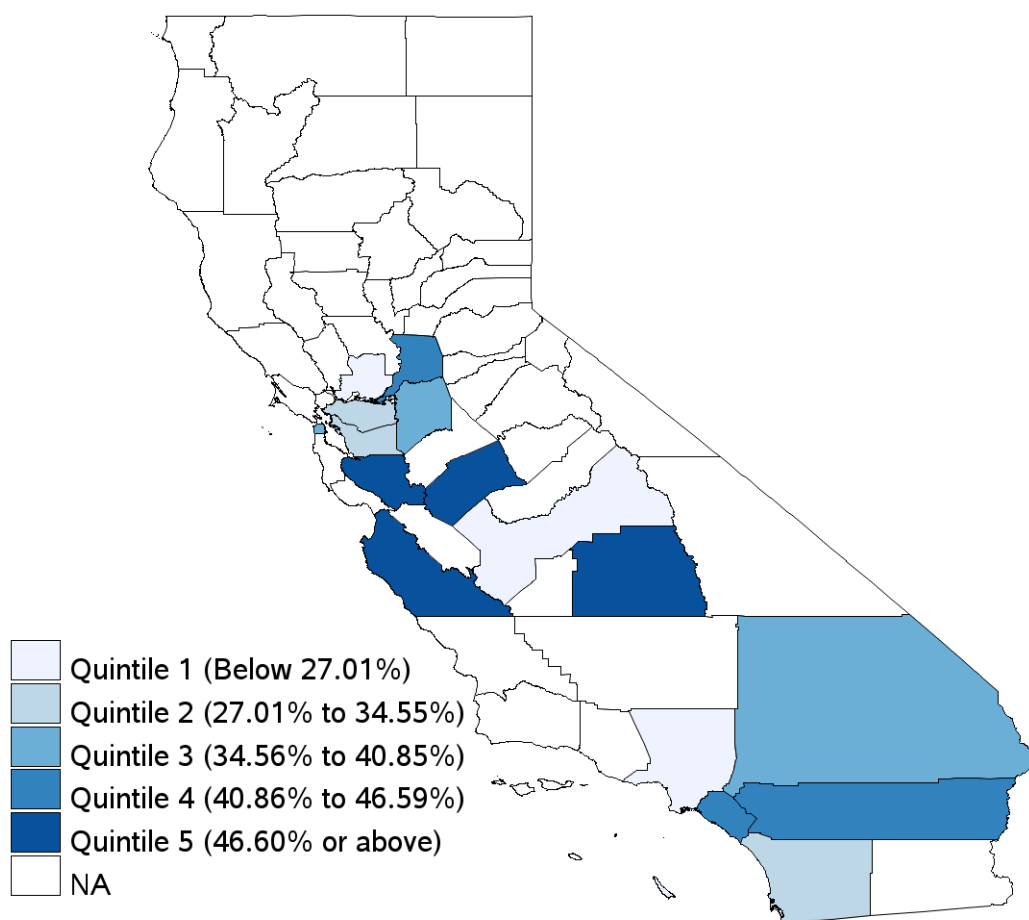 Quintile 1 (Below 27.01%)
Quintile 2 (27.01% to 34.55%)
Quintile 3 (34.56% to 40.85%)
Quintile 4 (40.86% to 46.59%)
Quintile 5 (46.60% or above)
NA